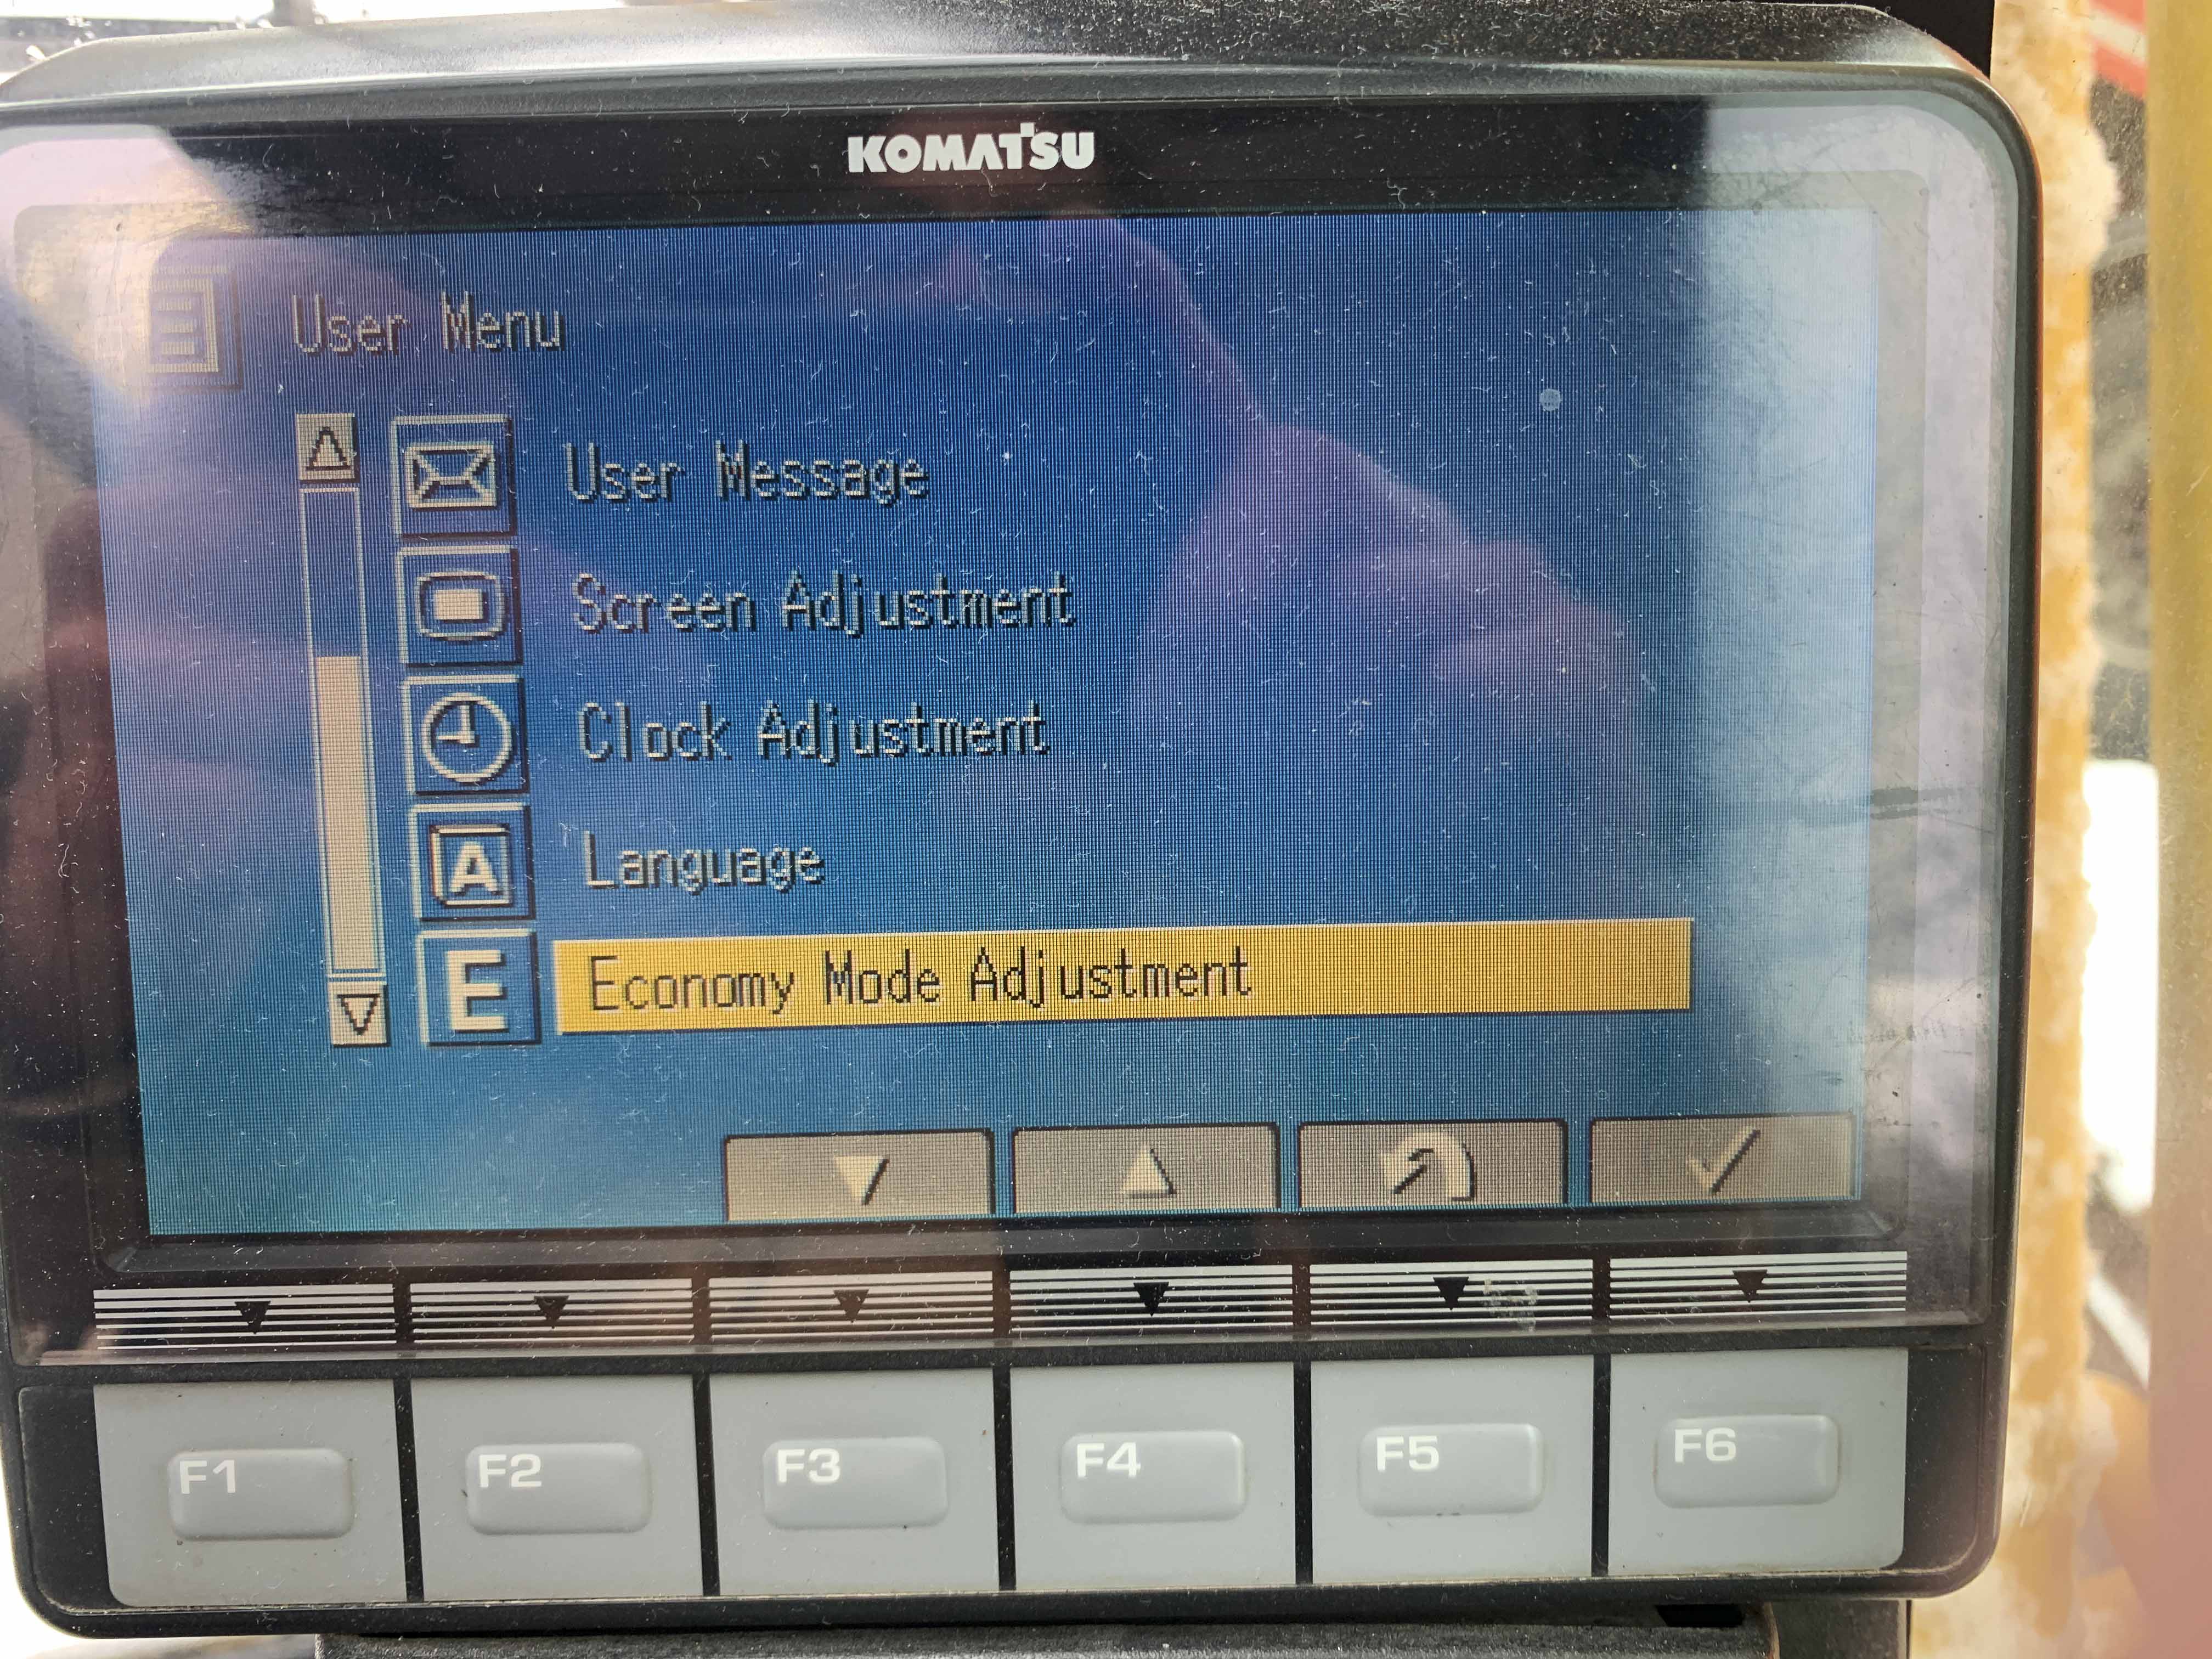 KOMATSU
User Menu
User Message
Screen Adjustment
Clock Adjustment
A Language
E Economy Mode Adjustment
F1 F2 F3 F4 F5 F6